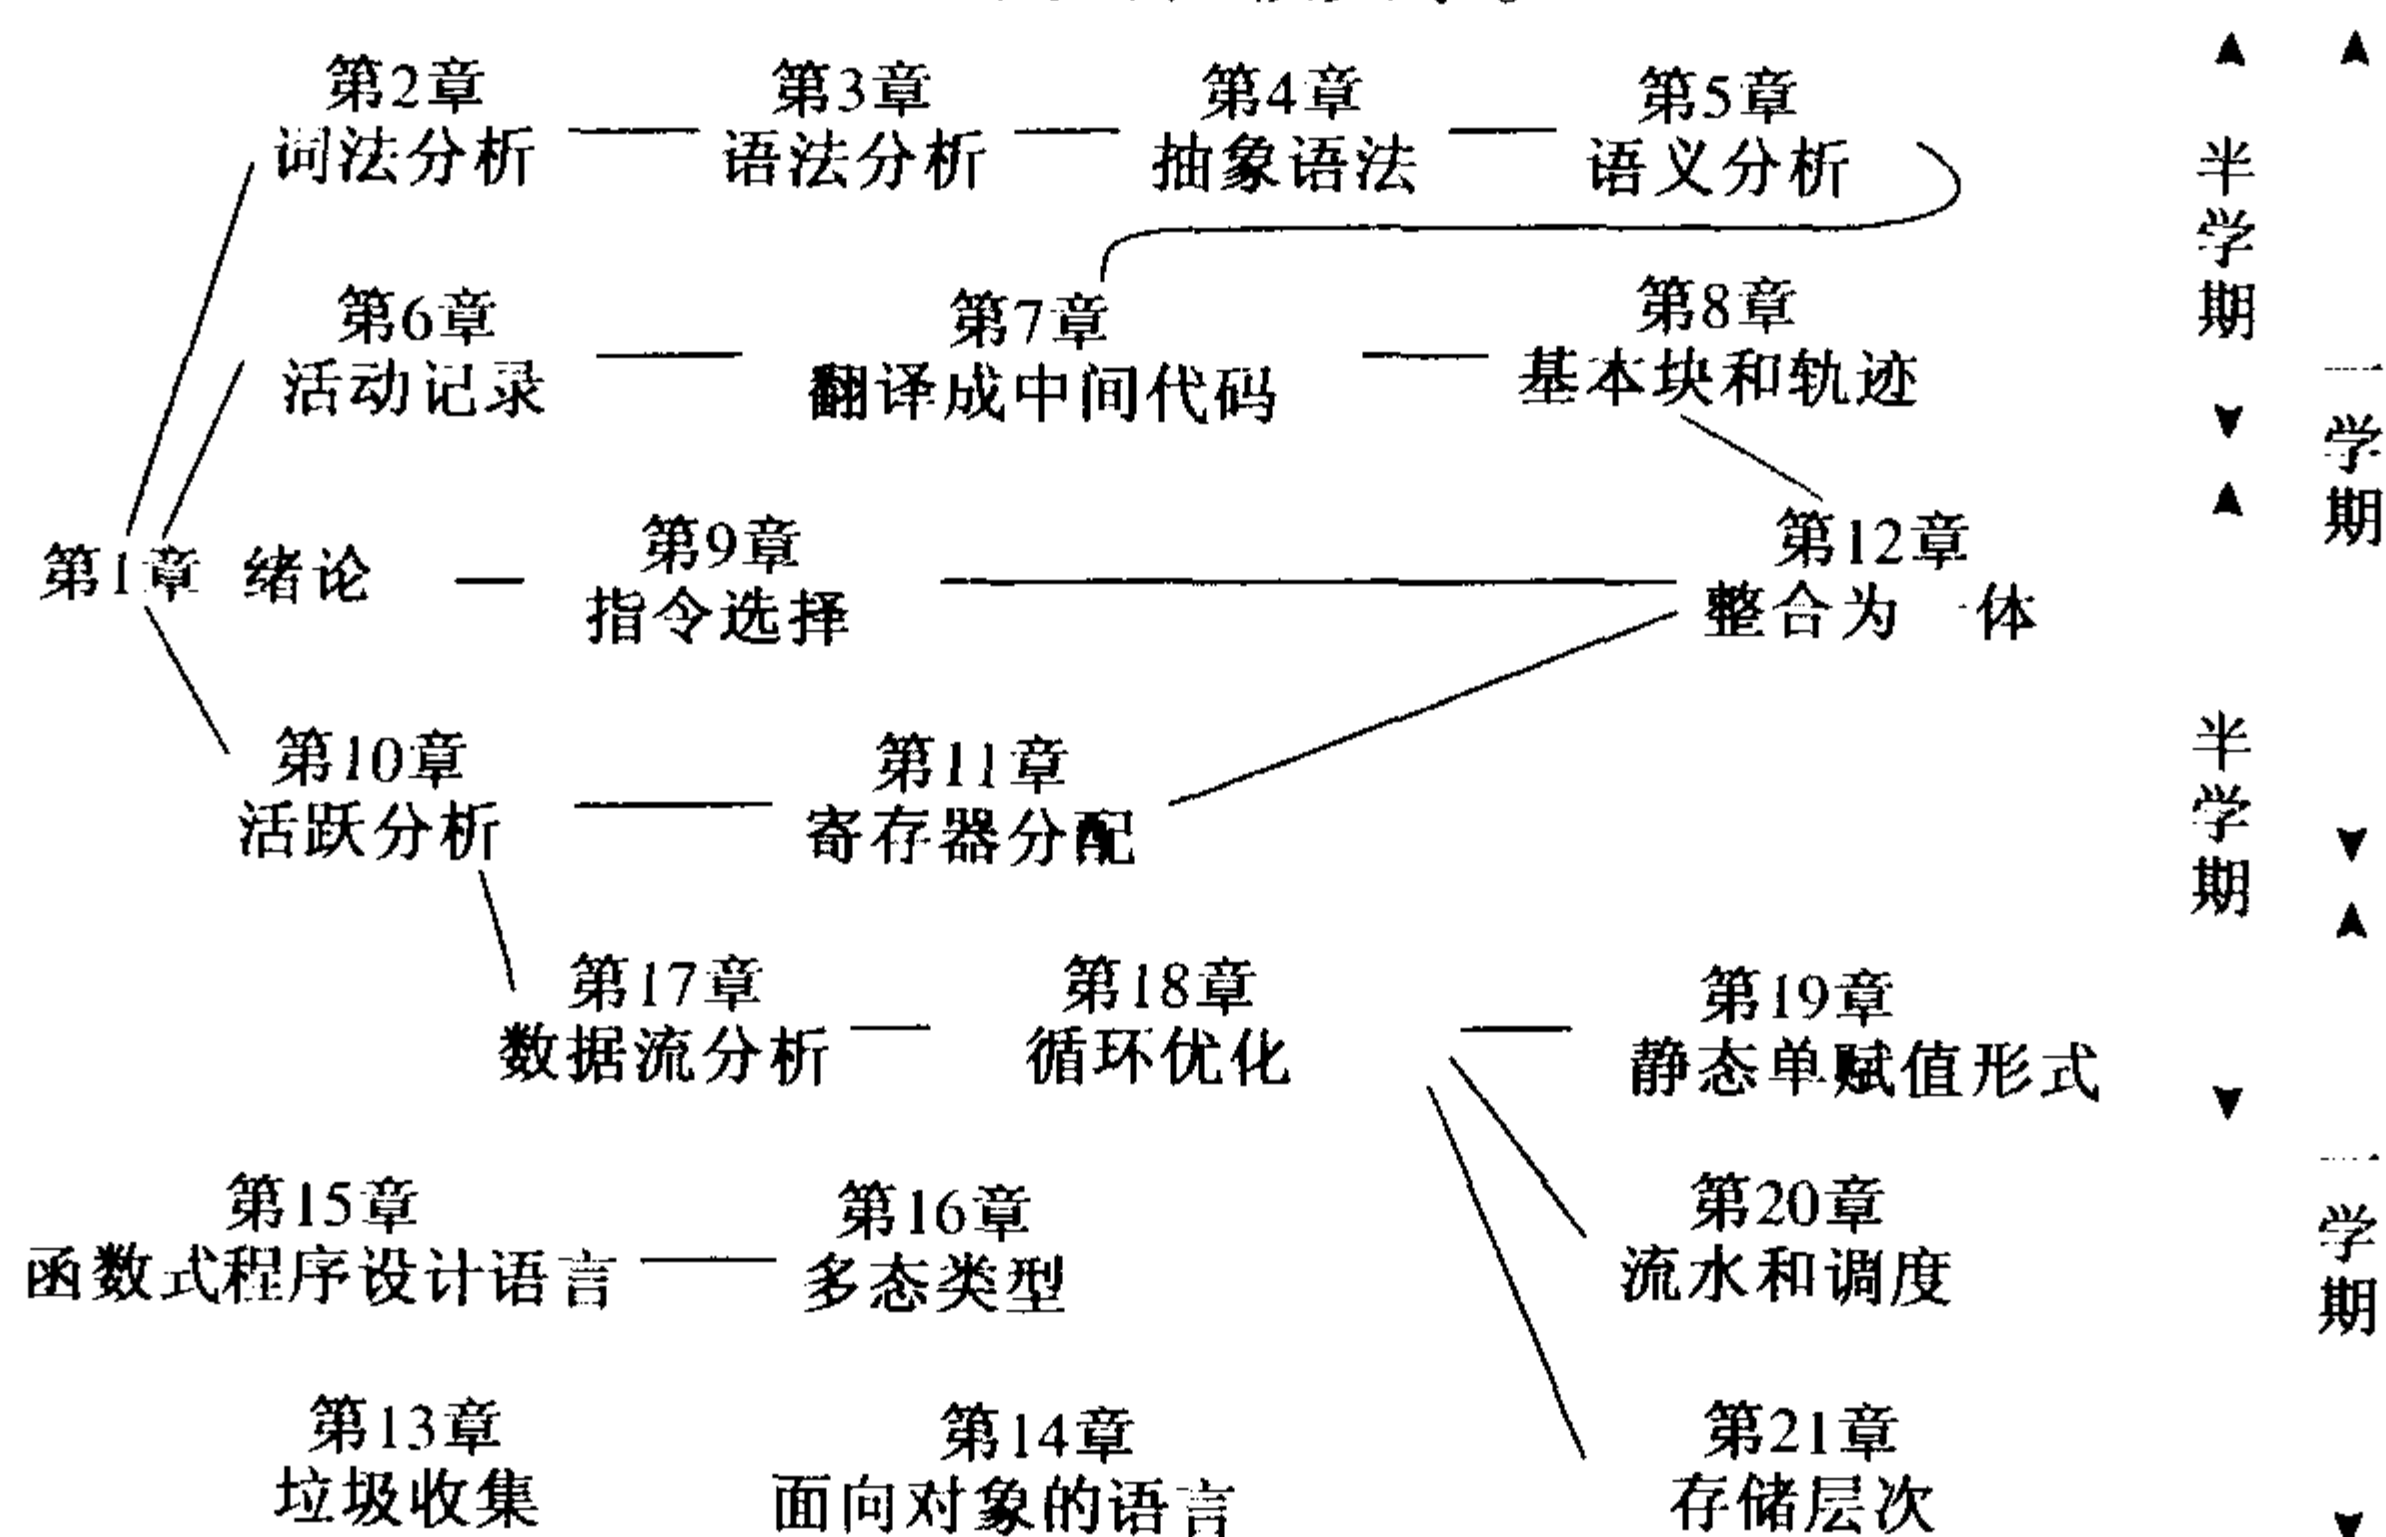 第2章
词法分析
第3章
语法分析
第4章
抽象语法
第5章
语义分析
第6章
活动记录
第7章
翻译成中间代码
第8章
基本块和轨迹
第1章 绪论
第9章
指令选择
第12章
整合为一体
第10章
活跃分析
第11章
寄存器分配
第17章
数据流分析
第18章
循环优化
第19章
静态单赋值形式
第15章
函数式程序设计语言
第16章
多态类型
第20章
流水和调度
第13章
垃圾收集
第14章
面向对象的语言
第21章
存储层次
半学期
半学期
一学期
一学期